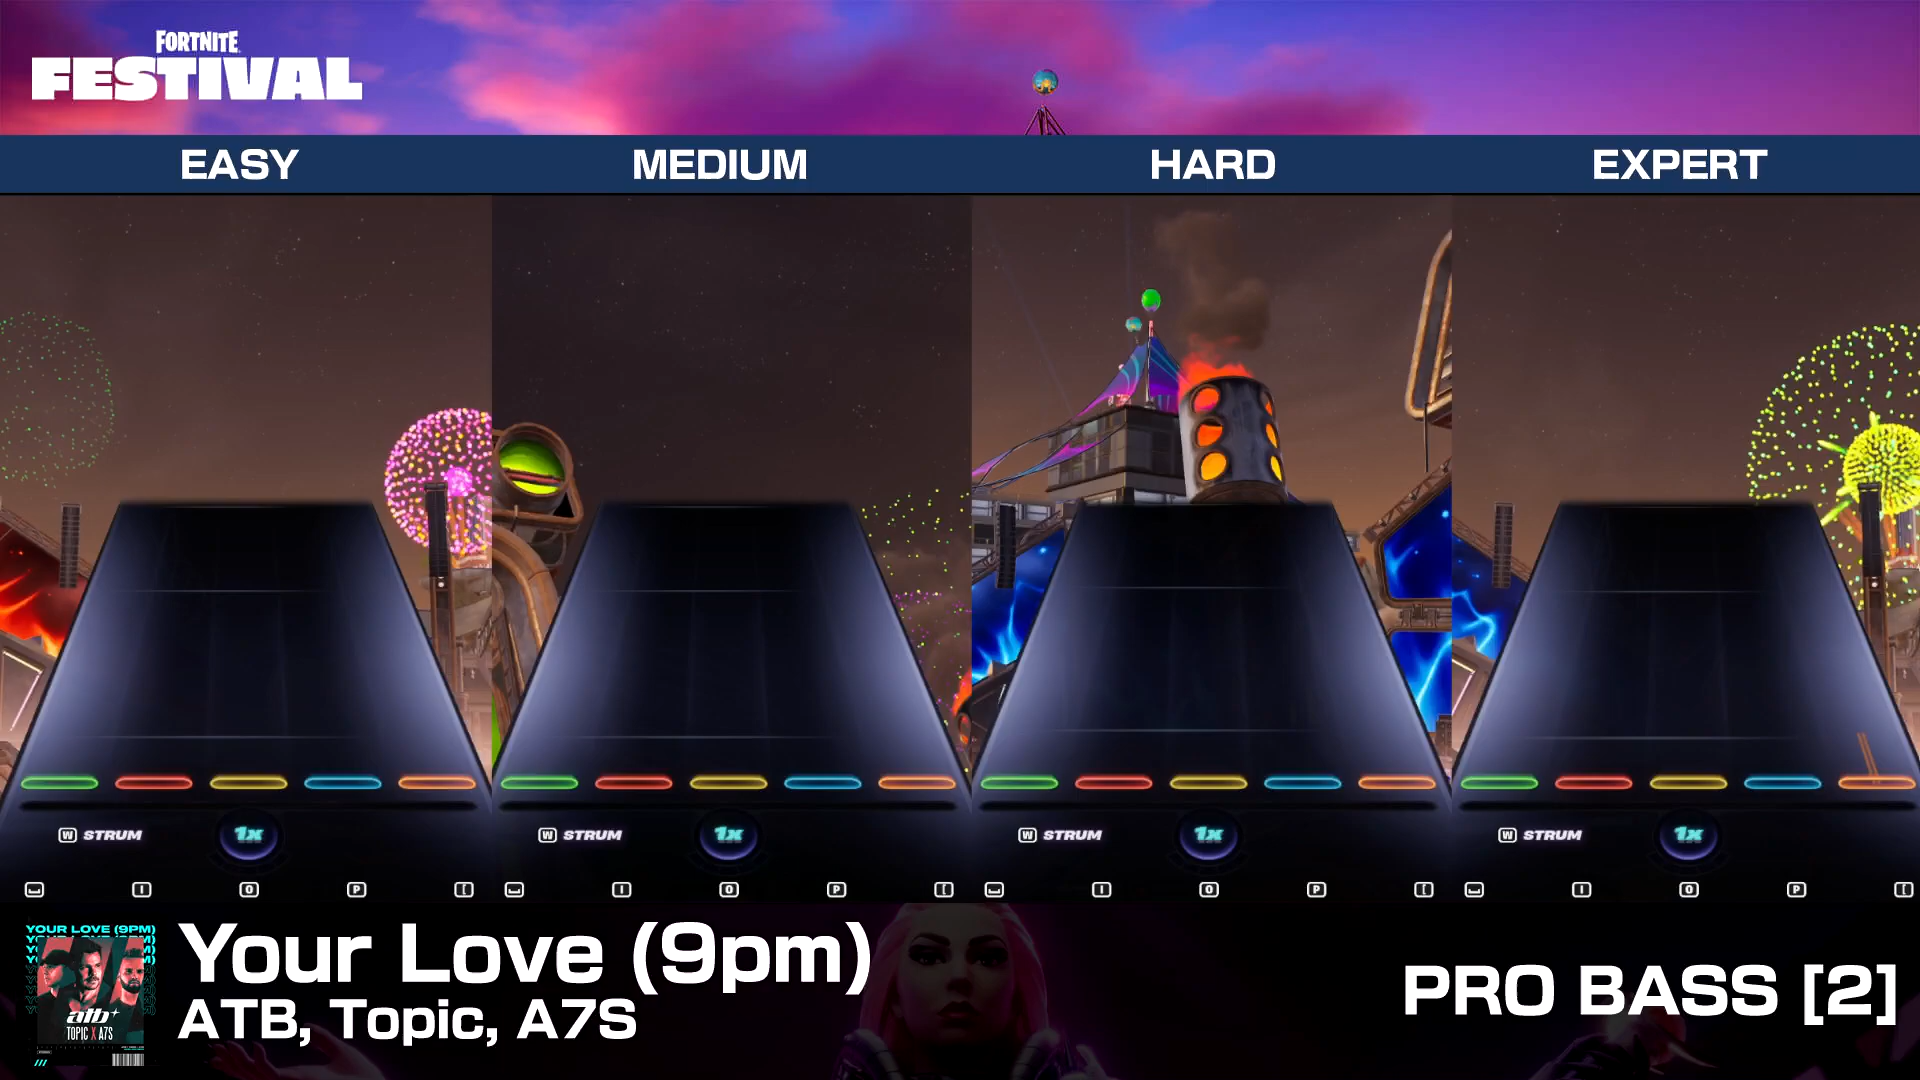 FORTNITE
FESTIVAL
EASY MEDIUM HARD EXPERT
W STRUM 1x W STRUM 1x W STRUM 1x W STRUM 1x
I O P [ I O P [ I O P [ I O P [
YOUR LOVE (9PM)
atb
TOPIC X A7S
Your Love (9pm)
ATB, Topic, A7S
PRO BASS [2]